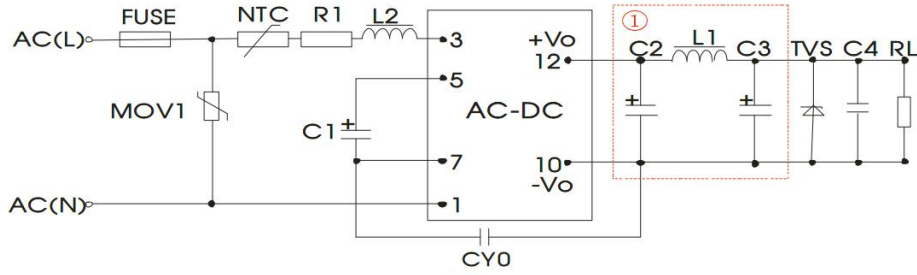 FUSE NTC R1 L2 ① C2 L1 C3 TVS C4 RL
AC(L) 3 +Vo
12
5
MOV1 C1 + AC-DC + +
7 10
-Vo
AC(N) 1
CY0